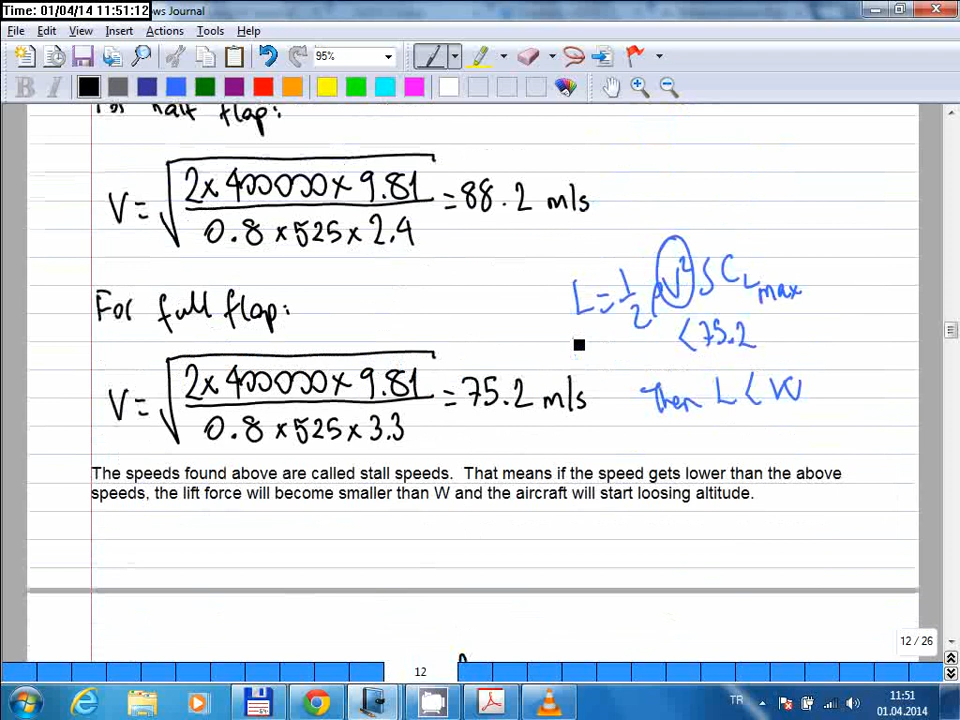 Time: 01/04/14 11:51:12
ws Journal
File Edit View Insert Actions Tools Help
95%
B I
For half flap:
V = √ 2 x 400000 x 9.81 = 88.2 m/s
0.8 x 525 x 2.4
L = 1/2 ρ V² S C L max
< 75.2
For full flap:
V = √ 2 x 400000 x 9.81 = 75.2 m/s
0.8 x 525 x 3.3
then L < W
The speeds found above are called stall speeds. That means if the speed gets lower than the above
speeds, the lift force will become smaller than W and the aircraft will start loosing altitude.
12 / 26
12
TR
11:51
01.04.2014